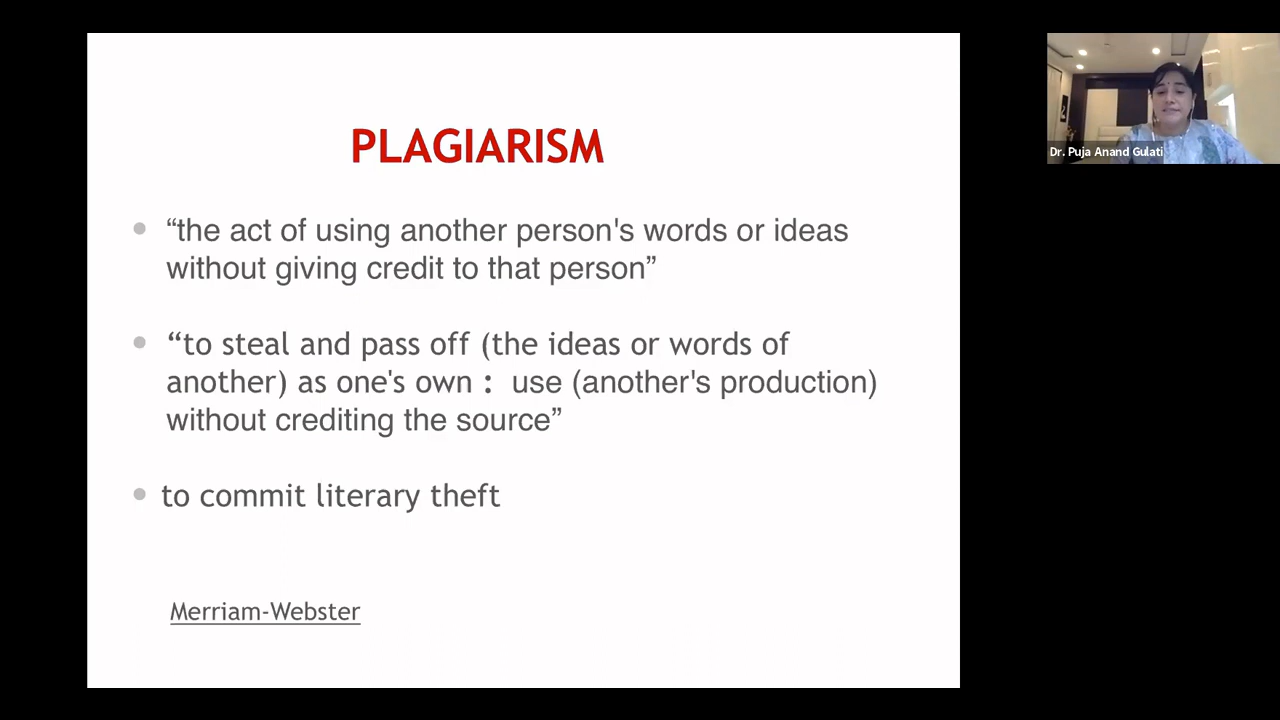 PLAGIARISM
“the act of using another person's words or ideas
without giving credit to that person”
“to steal and pass off (the ideas or words of
another) as one's own : use (another's production)
without crediting the source”
to commit literary theft
Merriam-Webster
Dr. Puja Anand Gulati